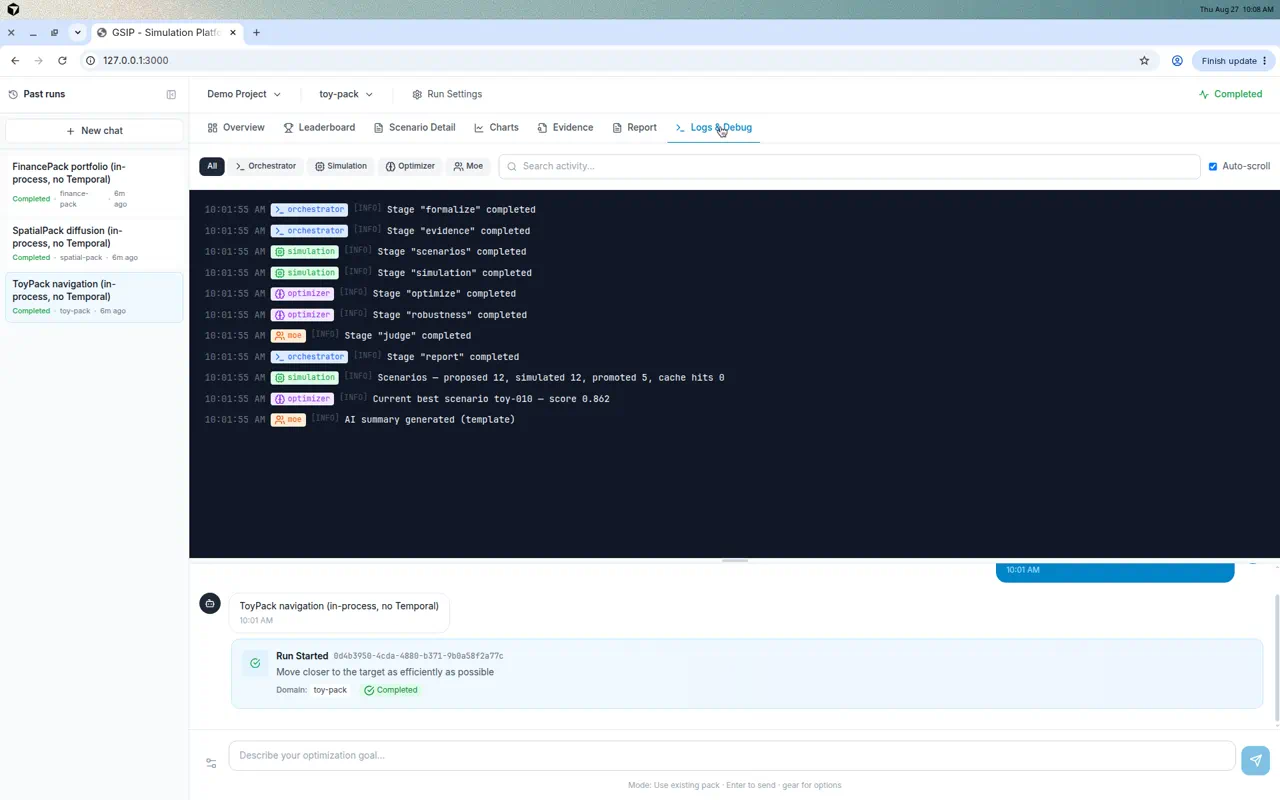 Thu Aug 27 10:08 AM
GSIP - Simulation Platfo
127.0.0.1:3000
Finish update
Past runs
Demo Project
toy-pack
Run Settings
Completed
New chat
Overview
Leaderboard
Scenario Detail
Charts
Evidence
Report
Logs & Debug
All
Orchestrator
Simulation
Optimizer
Moe
Search activity...
Auto-scroll
FinancePack portfolio (in-
process, no Temporal)
Completed · finance-
pack · 6m
ago
SpatialPack diffusion (in-
process, no Temporal)
Completed · spatial-pack · 6m ago
ToyPack navigation (in-
process, no Temporal)
Completed · toy-pack · 6m ago
10:01:55 AM orchestrator [INFO] Stage "formalize" completed
10:01:55 AM orchestrator [INFO] Stage "evidence" completed
10:01:55 AM simulation [INFO] Stage "scenarios" completed
10:01:55 AM simulation [INFO] Stage "simulation" completed
10:01:55 AM optimizer [INFO] Stage "optimize" completed
10:01:55 AM optimizer [INFO] Stage "robustness" completed
10:01:55 AM moe [INFO] Stage "judge" completed
10:01:55 AM orchestrator [INFO] Stage "report" completed
10:01:55 AM simulation [INFO] Scenarios — proposed 12, simulated 12, promoted 5, cache hits 0
10:01:55 AM optimizer [INFO] Current best scenario toy-010 — score 0.862
10:01:55 AM moe [INFO] AI summary generated (template)
10:01 AM
ToyPack navigation (in-process, no Temporal)
10:01 AM
Run Started 0d4b3950-4cda-4880-b371-9b0a58f2a77c
Move closer to the target as efficiently as possible
Domain: toy-pack Completed
Describe your optimization goal...
Mode: Use existing pack · Enter to send · gear for options